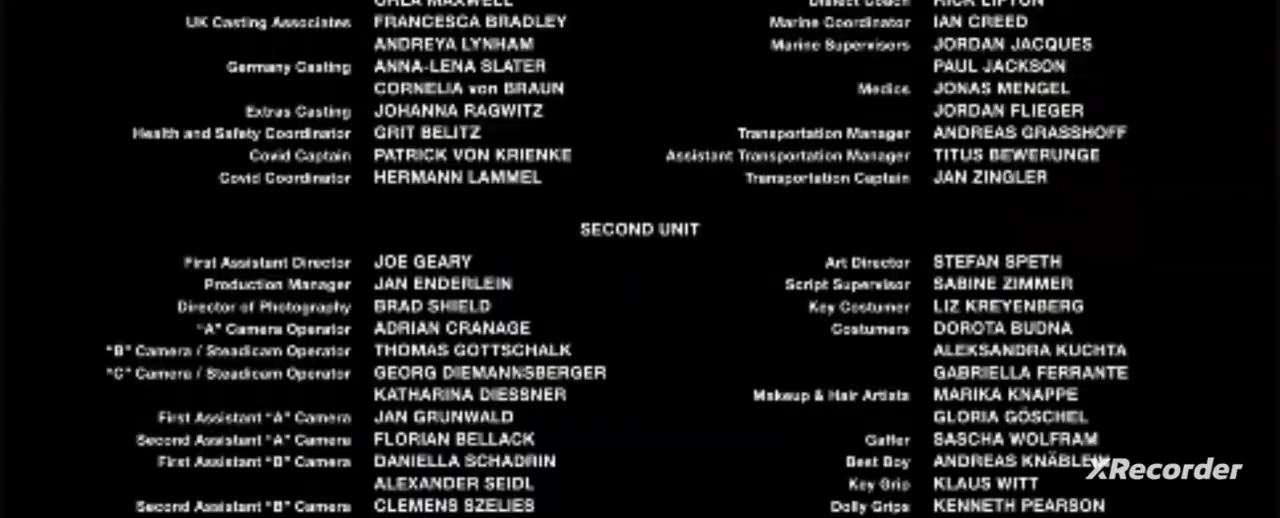 ORLA MAXWELL
UK Casting Associates FRANCESCA BRADLEY
ANDREYA LYNHAM
Germany Casting ANNA-LENA SLATER
CORNELIA von BRAUN
Extras Casting JOHANNA RAGWITZ
Health and Safety Coordinator GRIT BELITZ
Covid Captain PATRICK VON KRIENKE
Covid Coordinator HERMANN LAMMEL
Dialect Coach RICK LIPTON
Marine Coordinator IAN CREED
Marine Supervisors JORDAN JACQUES
PAUL JACKSON
Medics JONAS MENGEL
JORDAN FLIEGER
Transportation Manager ANDREAS GRASSHOFF
Assistant Transportation Manager TITUS BEWERUNGE
Transportation Captain JAN ZINGLER
SECOND UNIT
First Assistant Director JOE GEARY
Production Manager JAN ENDERLEIN
Director of Photography BRAD SHIELD
"A" Camera Operator ADRIAN CRANAGE
"B" Camera / Steadicam Operator THOMAS GOTTSCHALK
"C" Camera / Steadicam Operator GEORG DIEMANNSBERGER
KATHARINA DIESSNER
First Assistant "A" Camera JAN GRUNWALD
Second Assistant "A" Camera FLORIAN BELLACK
First Assistant "B" Camera DANIELLA SCHADRIN
ALEXANDER SEIDL
Second Assistant "B" Camera CLEMENS SZELIES
Art Director STEFAN SPETH
Script Supervisor SABINE ZIMMER
Key Costumer LIZ KREYENBERG
Costumers DOROTA BUDNA
ALEKSANDRA KUCHTA
GABRIELLA FERRANTE
Makeup & Hair Artists MARIKA KNAPPE
GLORIA GÖSCHEL
Gaffer SASCHA WOLFRAM
Best Boy ANDREAS KNÄBLEIN
Key Grip KLAUS WITT
Dolly Grips KENNETH PEARSON
XRecorder